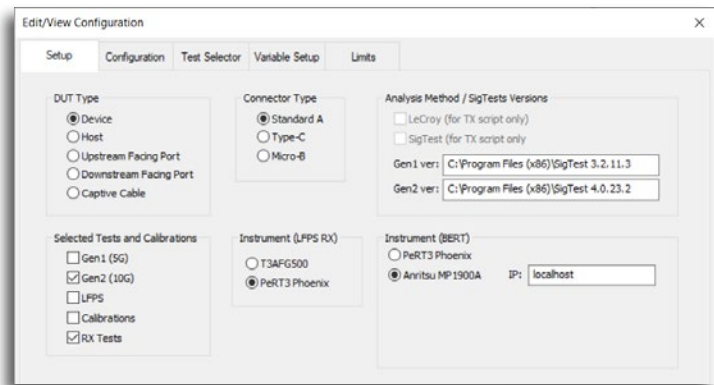 Edit/View Configuration
Setup
Configuration
Test Selector
Variable Setup
Limits
DUT Type
Device
Host
Upstream Facing Port
Downstream Facing Port
Captive Cable
Connector Type
Standard A
Type-C
Micro-B
Analysis Method / SigTests Versions
LeCroy (for TX script only)
SigTest (for TX script only)
Gen1 ver: C:\Program Files (x86)\SigTest 3.2.11.3
Gen2 ver: C:\Program Files (x86)\SigTest 4.0.23.2
Selected Tests and Calibrations
Gen1 (5G)
Gen2 (10G)
LFPS
Calibrations
RX Tests
Instrument (LFPS RX)
T3AFG500
PeRT3 Phoenix
Instrument (BERT)
PeRT3 Phoenix
Anritsu MP1900A IP: localhost